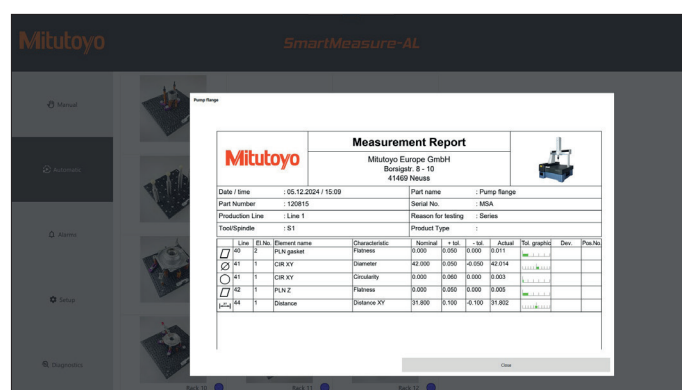 Mitutoyo
SmartMeasure-AL
Manual
Automatic
Alarms
Setup
Diagnostics
Pump flange
Mitutoyo
Measurement Report
Mitutoyo Europe GmbH
Borsigstr. 8 - 10
41469 Neuss
Date / time : 05.12.2024 / 15:09 Part name : Pump flange
Part Number : 120815 Serial No. : MSA
Production Line : Line 1 Reason for testing : Series
Tool/Spindle : S1 Product Type :
Line El.No. Element name Characteristic Nominal + tol. - tol. Actual Tol. graphic Dev. Pos.No.
40 2 PLN gasket Flatness 0.000 0.050 0.000 0.011
41 1 CIR XY Diameter 42.000 0.050 -0.050 42.014
41 1 CIR XY Circularity 0.000 0.060 0.000 0.003
42 1 PLN Z Flatness 0.000 0.050 0.000 0.005
44 1 Distance Distance XY 31.800 0.100 -0.100 31.802
Close
Rack 10 Rack 11 Rack 12